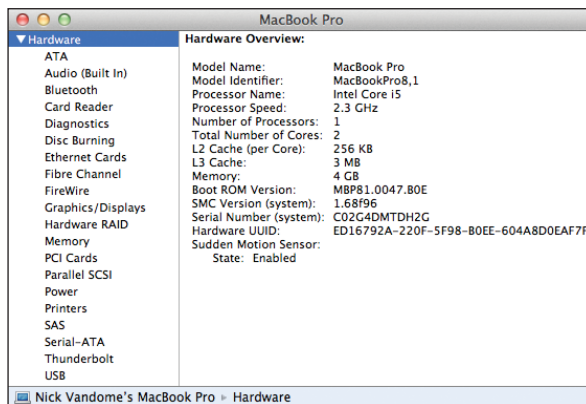 MacBook Pro
Hardware
ATA
Audio (Built In)
Bluetooth
Card Reader
Diagnostics
Disc Burning
Ethernet Cards
Fibre Channel
FireWire
Graphics/Displays
Hardware RAID
Memory
PCI Cards
Parallel SCSI
Power
Printers
SAS
Serial-ATA
Thunderbolt
USB
Hardware Overview:
Model Name: MacBook Pro
Model Identifier: MacBookPro8,1
Processor Name: Intel Core i5
Processor Speed: 2.3 GHz
Number of Processors: 1
Total Number of Cores: 2
L2 Cache (per Core): 256 KB
L3 Cache: 3 MB
Memory: 4 GB
Boot ROM Version: MBP81.0047.B0E
SMC Version (system): 1.68f96
Serial Number (system): C02G4DMTDH2G
Hardware UUID: ED16792A-220F-5F98-B0EE-604A8D0EAF7F
Sudden Motion Sensor:
State: Enabled
Nick Vandome's MacBook Pro ▸ Hardware